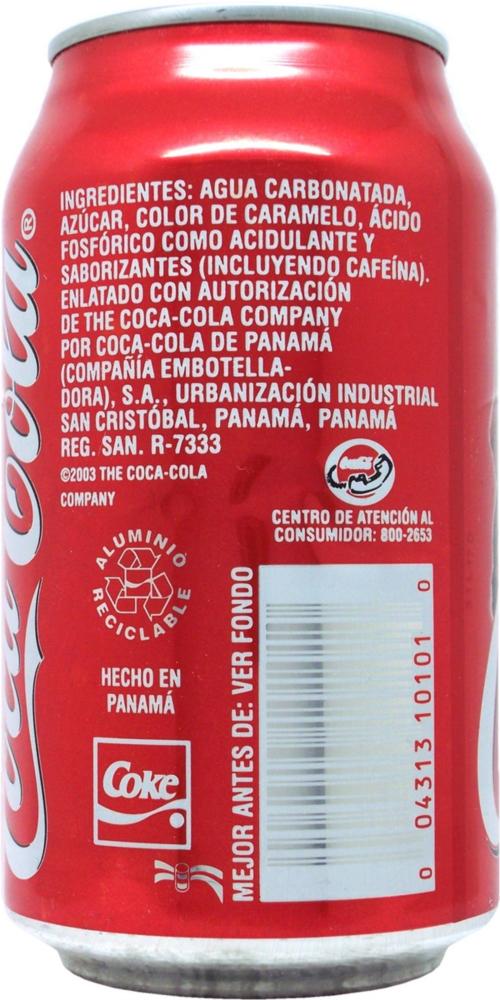 Coca-Cola®
INGREDIENTES: AGUA CARBONATADA,
AZÚCAR, COLOR DE CARAMELO, ÁCIDO
FOSFÓRICO COMO ACIDULANTE Y
SABORIZANTES (INCLUYENDO CAFEÍNA).
ENLATADO CON AUTORIZACIÓN
DE THE COCA-COLA COMPANY
POR COCA-COLA DE PANAMÁ
(COMPAÑÍA EMBOTELLA-
DORA), S.A., URBANIZACIÓN INDUSTRIAL
SAN CRISTÓBAL, PANAMÁ, PANAMÁ
REG. SAN. R-7333
©2003 THE COCA-COLA
COMPANY
CENTRO DE ATENCIÓN AL
CONSUMIDOR: 800-2653
ALUMINIO
RECICLABLE
HECHO EN
PANAMÁ
Coke
MEJOR ANTES DE: VER FONDO
0 04313 10101 0